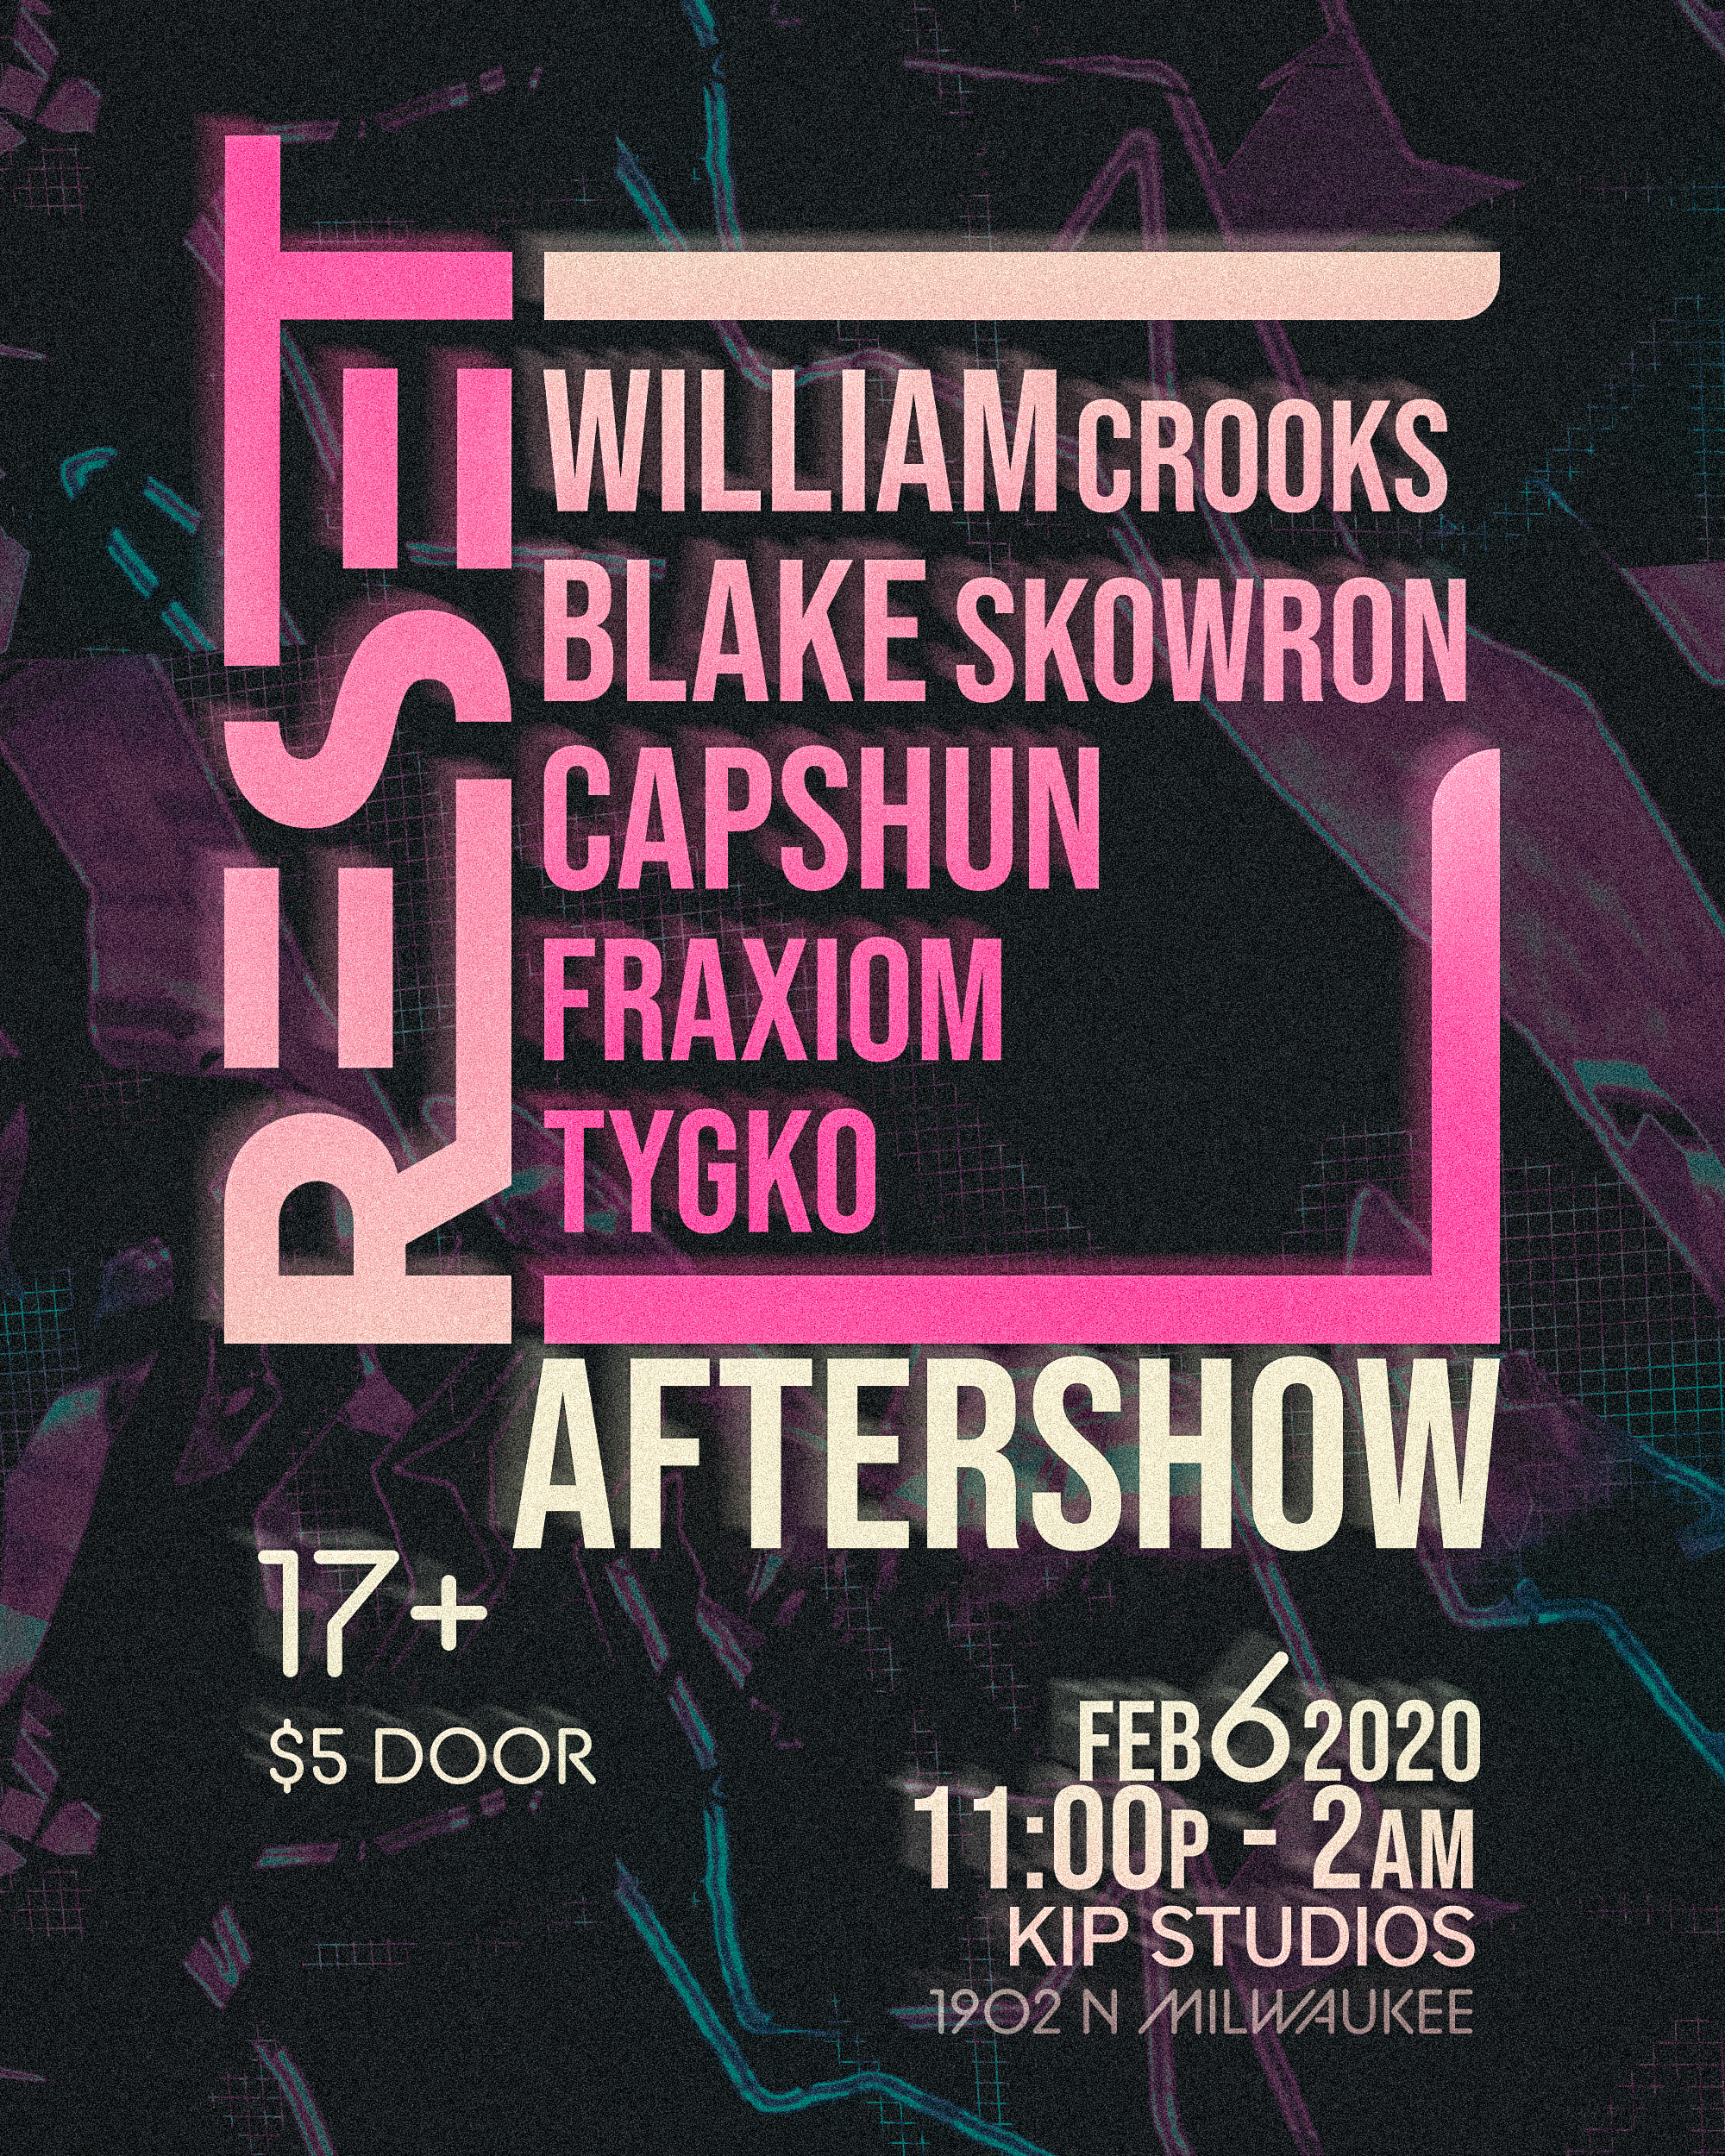 RESET
WILLIAM CROOKS
BLAKE SKOWRON
CAPSHUN
FRAXIOM
TYGKO
AFTERSHOW
17+
$5 DOOR
FEB 6 2020
11:00P - 2AM
KIP STUDIOS
1902 N MILWAUKEE